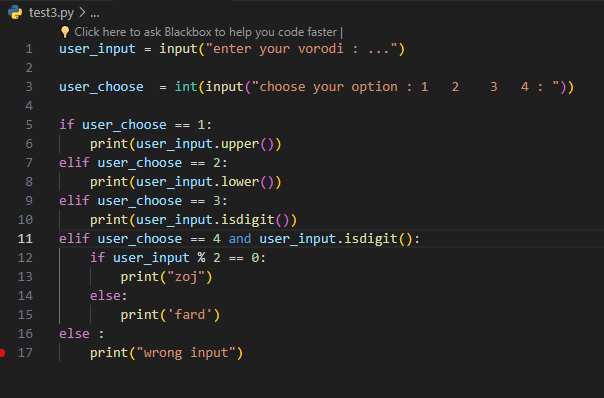 test3.py > ...
Click here to ask Blackbox to help you code faster |
1 user_input = input("enter your vorodi : ...")
2
3 user_choose  = int(input("choose your option : 1   2    3   4 : "))
4
5 if user_choose == 1:
6     print(user_input.upper())
7 elif user_choose == 2:
8     print(user_input.lower())
9 elif user_choose == 3:
10     print(user_input.isdigit())
11 elif user_choose == 4 and user_input.isdigit():
12     if user_input % 2 == 0:
13         print("zoj")
14     else:
15         print('fard')
16 else :
17     print("wrong input")